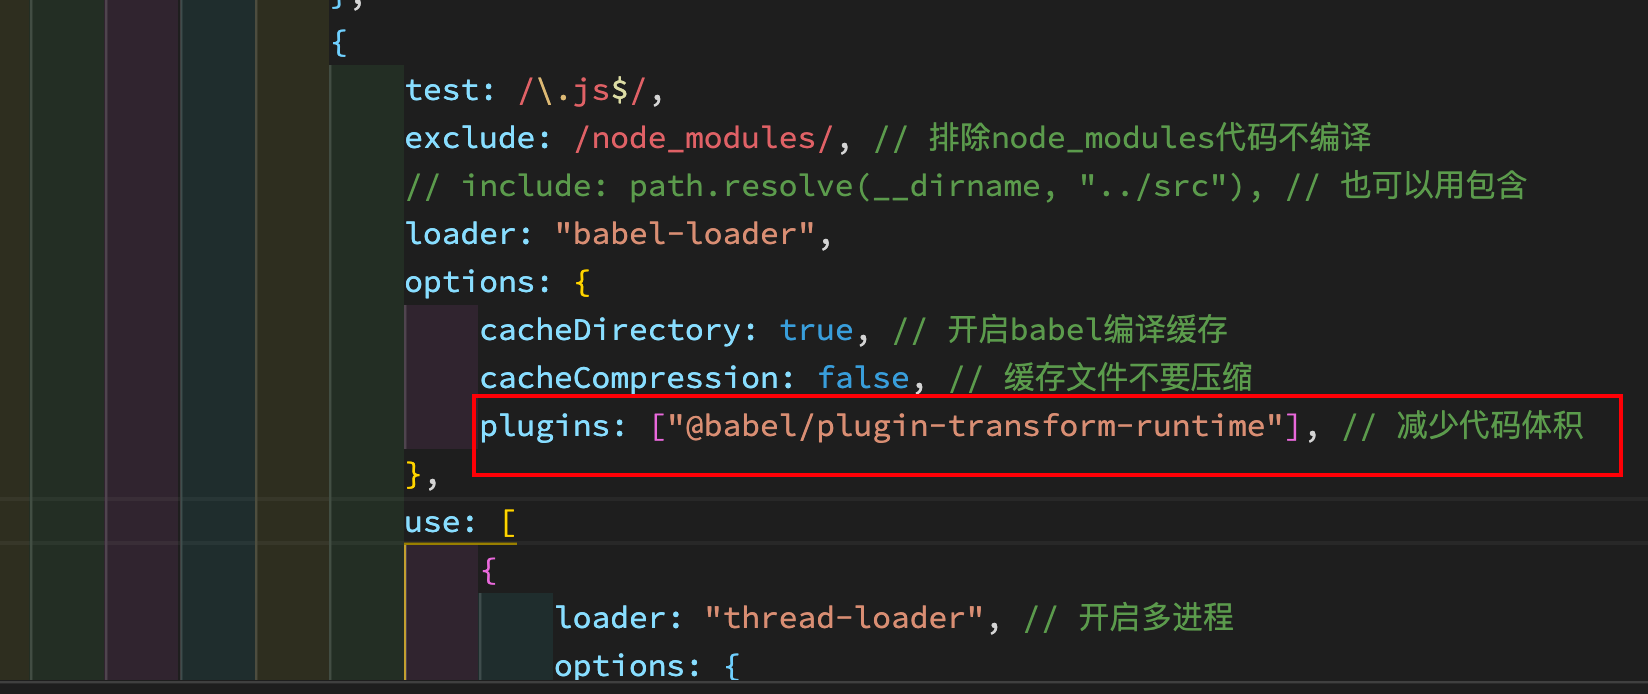 },
{
test: /\.js$/,
exclude: /node_modules/, // 排除node_modules代码不编译
// include: path.resolve(__dirname, "../src"), // 也可以用包含
loader: "babel-loader",
options: {
cacheDirectory: true, // 开启babel编译缓存
cacheCompression: false, // 缓存文件不要压缩
plugins: ["@babel/plugin-transform-runtime"], // 减少代码体积
},
use: [
{
loader: "thread-loader", // 开启多进程
options: {